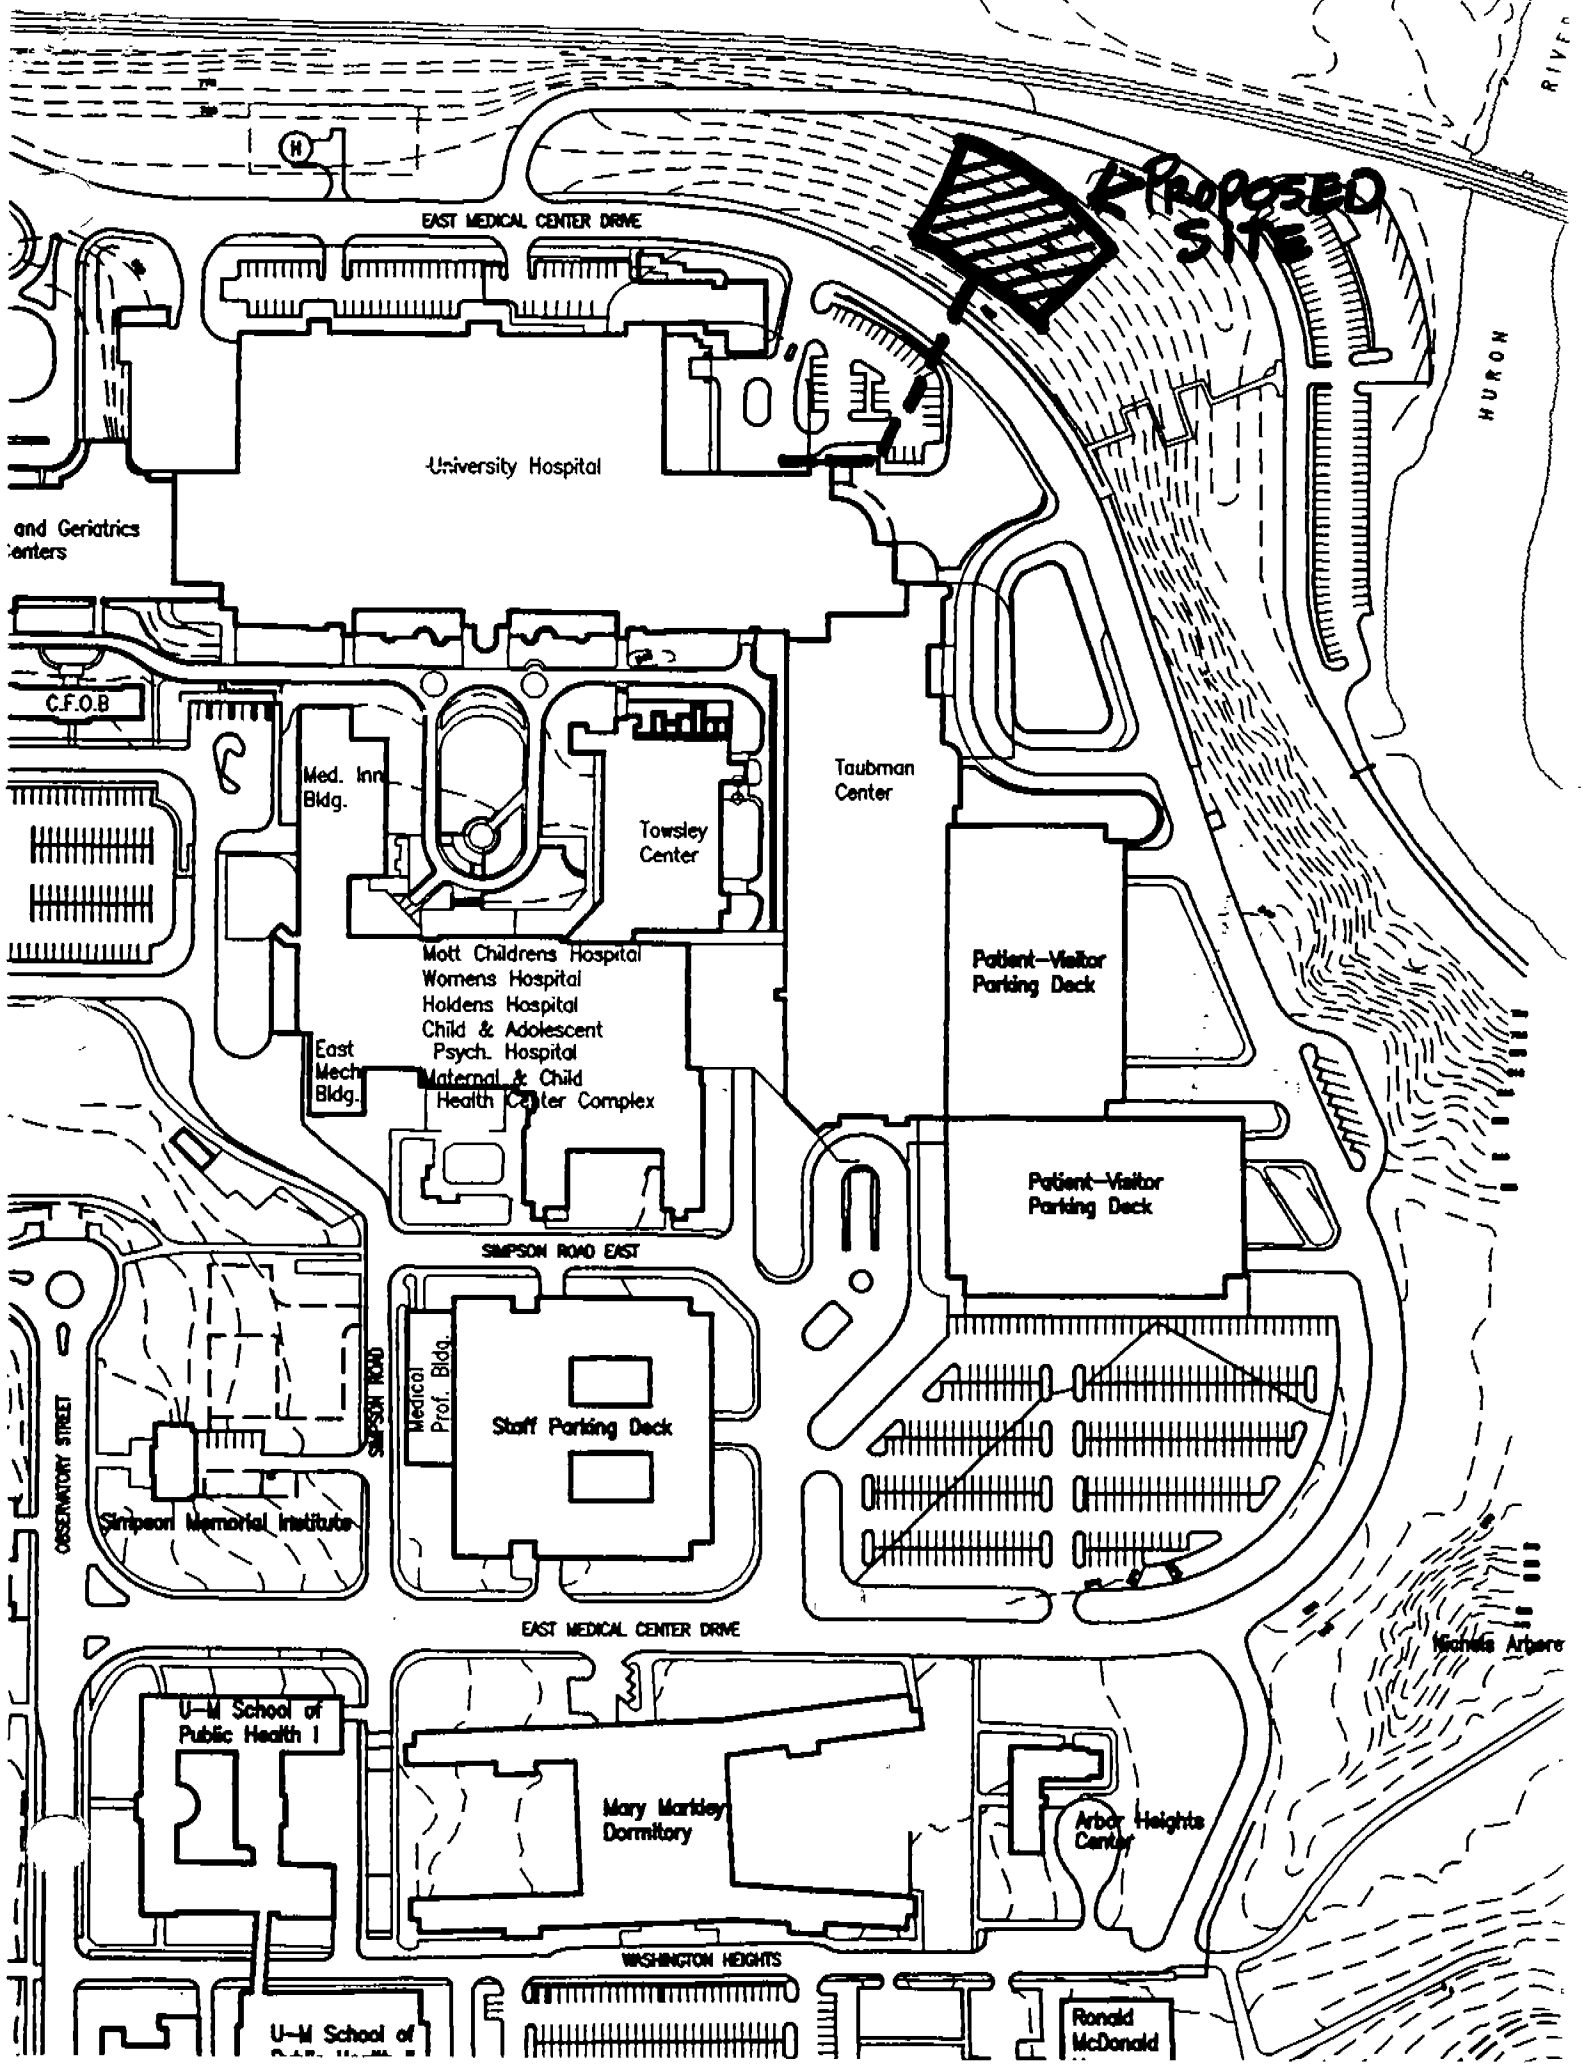 RIVER
H
PROPOSED
SITE
EAST MEDICAL CENTER DRIVE
HURON
University Hospital
and Geriatrics
enters
C.F.O.B
Med. Inn
Bldg.
Taubman
Center
Towsley
Center
Mott Childrens Hospital
Womens Hospital
Holdens Hospital
Child & Adolescent
Psych. Hospital
Maternal & Child
Health Center Complex
Patient-Visitor
Parking Deck
East
Mech
Bldg.
Patient-Visitor
Parking Deck
SIMPSON ROAD EAST
SIMPSON ROAD
Medical
Prof. Bldg.
Staff Parking Deck
OBSERVATORY STREET
Simpson Memorial Institute
EAST MEDICAL CENTER DRIVE
Nichols Arbore
U-M School of
Public Health I
Mary Markley
Dormitory
Arbor Heights
Center
WASHINGTON HEIGHTS
U-M School of
Ronald
McDonald